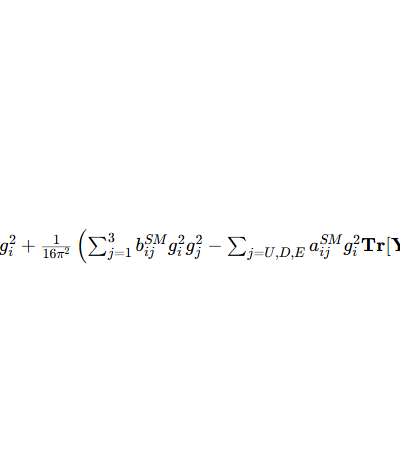 g_i^2 + \frac{1}{16\pi^2} \left( \sum_{j=1}^{3} b_{ij}^{SM} g_i^2 g_j^2 - \sum_{j=U,D,E} a_{ij}^{SM} g_i^2 \mathbf{Tr}[\mathbf{Y}